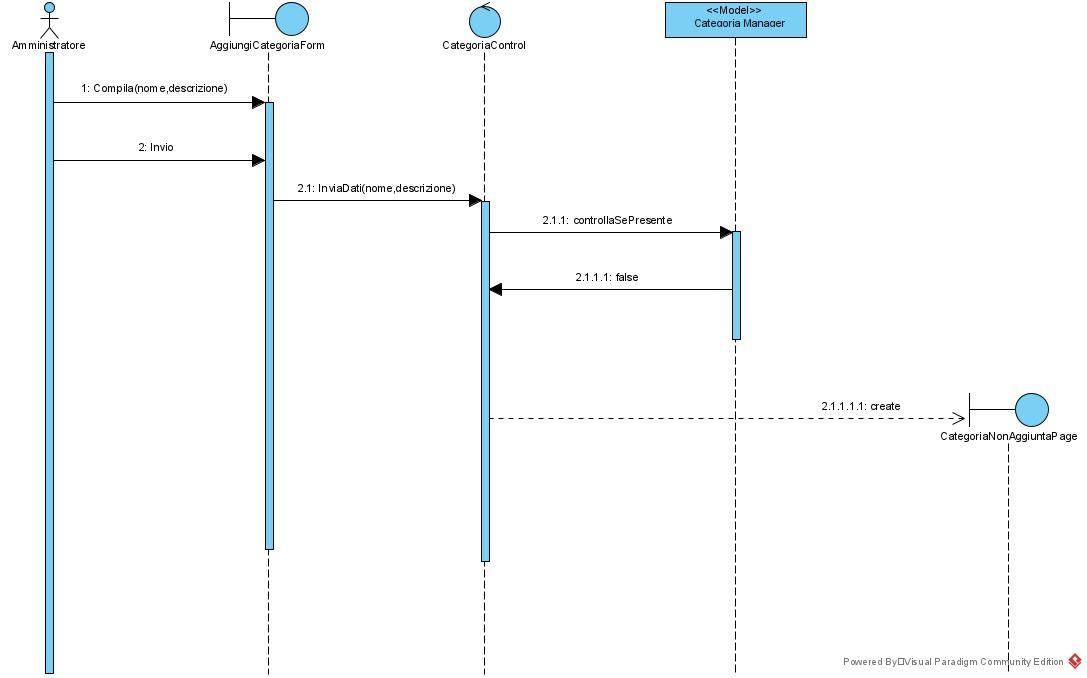 <<Model>>
Categoria Manager
Amministratore
AggiungiCategoriaForm
CategoriaControl
1: Compila(nome,descrizione)
2: Invio
2.1: InviaDati(nome,descrizione)
2.1.1: controllaSePresente
2.1.1.1: false
2.1.1.1.1: create
CategoriaNonAggiuntaPage
Powered By Visual Paradigm Community Edition